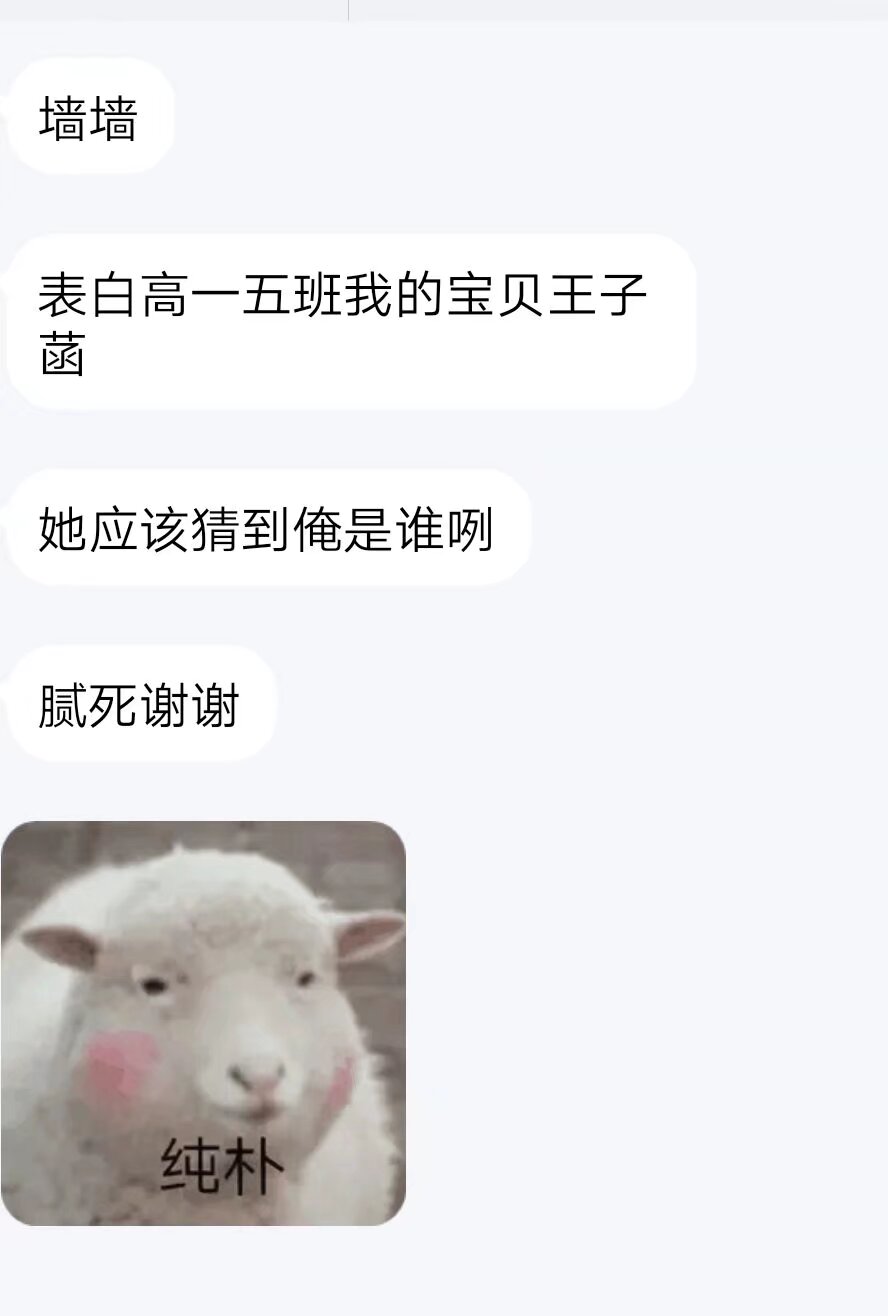 墙墙
表白高一五班我的宝贝王子
菡
她应该猜到俺是谁咧
腻死谢谢
纯朴